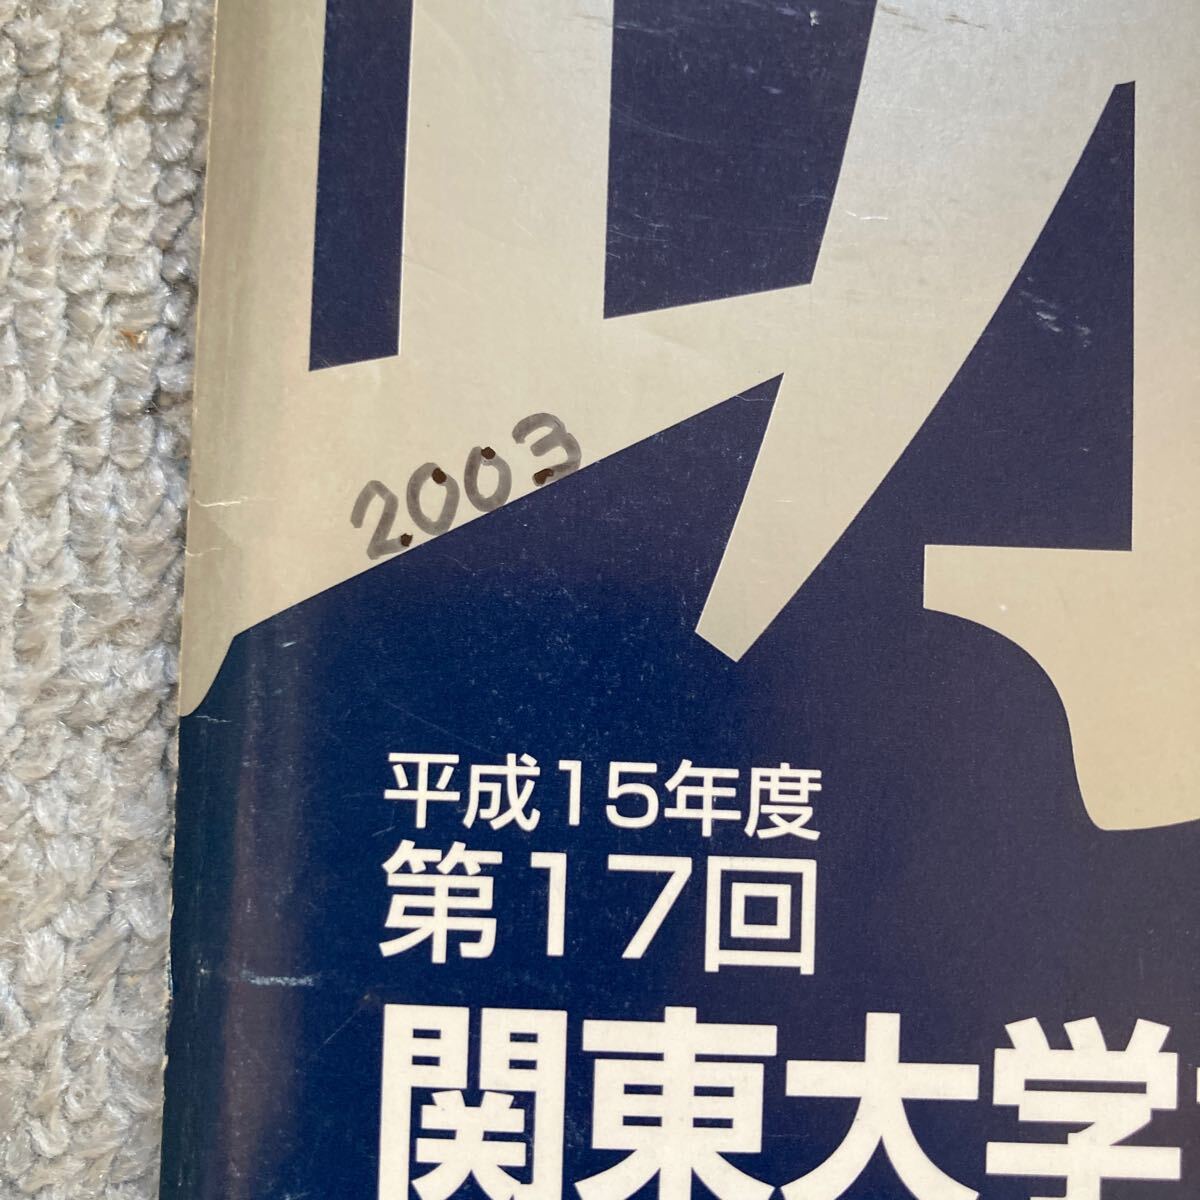 2003
平成15年度
第17回
関東大学